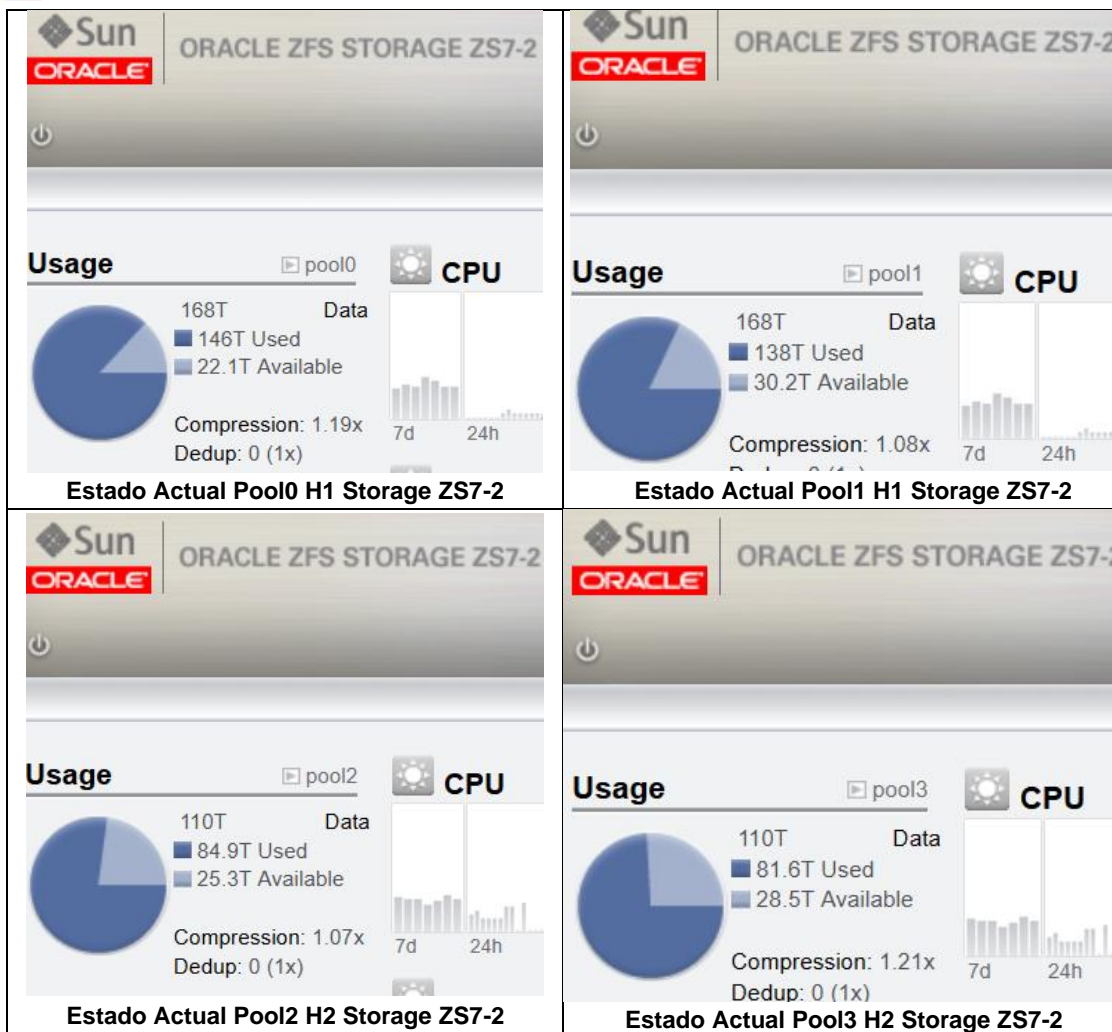 Sun
ORACLE
ORACLE ZFS STORAGE ZS7-2
Usage
pool0
CPU
168T Data
146T Used
22.1T Available
Compression: 1.19x
Dedup: 0 (1x)
7d 24h
Estado Actual Pool0 H1 Storage ZS7-2
Sun
ORACLE
ORACLE ZFS STORAGE ZS7-2
Usage
pool1
CPU
168T Data
138T Used
30.2T Available
Compression: 1.08x
7d 24h
Estado Actual Pool1 H1 Storage ZS7-2
Sun
ORACLE
ORACLE ZFS STORAGE ZS7-2
Usage
pool2
CPU
110T Data
84.9T Used
25.3T Available
Compression: 1.07x
Dedup: 0 (1x)
7d 24h
Estado Actual Pool2 H2 Storage ZS7-2
Sun
ORACLE
ORACLE ZFS STORAGE ZS7-2
Usage
pool3
CPU
110T Data
81.6T Used
28.5T Available
Compression: 1.21x
Dedup: 0 (1x)
7d 24h
Estado Actual Pool3 H2 Storage ZS7-2